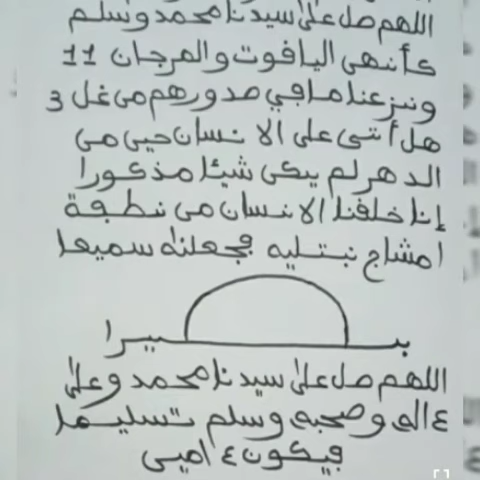 اللهم صل على سيدنا محمد وسلم
كأنهن الياقوت والمرجان 11
ونزعنا ما في صدورهم من غل 3
هل أتى على الانسان حين من
الدهر لم يكن شيئا مذكورا
إنا خلقنا الانسان من نطفة
امشاج نبتليه فجعلناه سميعا
بصيرا
اللهم صل على سيدنا محمد وعلى
ءاله وصحبه وسلم تسليما
فيكون ٤ امين